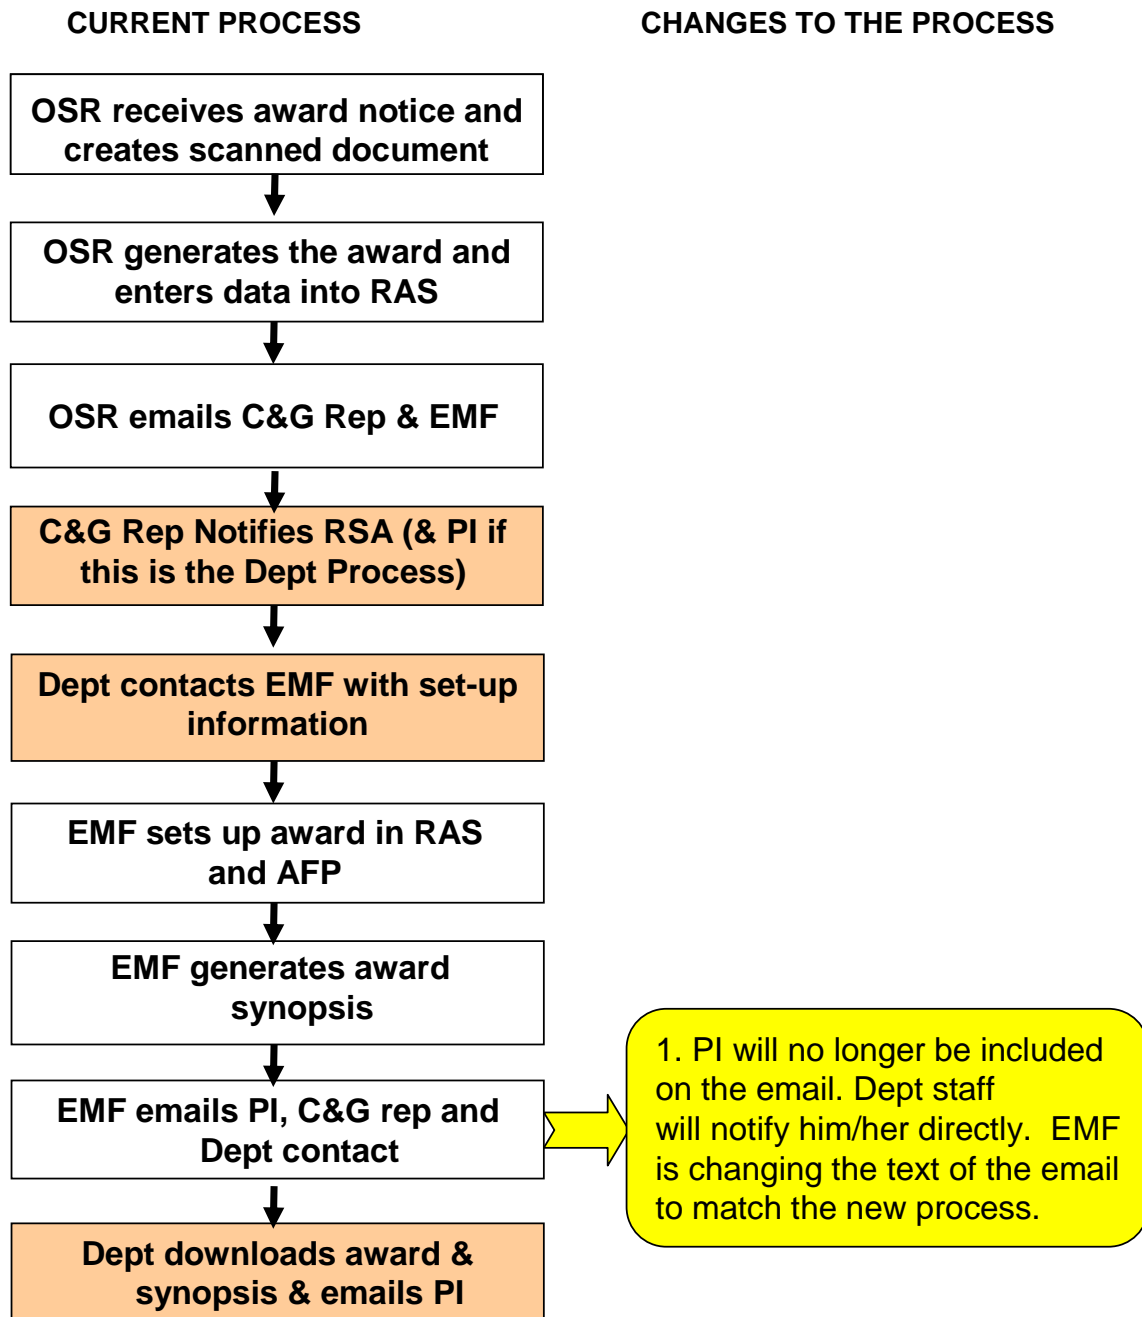 CURRENT PROCESS
CHANGES TO THE PROCESS
OSR receives award notice and
creates scanned document
OSR generates the award and
enters data into RAS
OSR emails C&G Rep & EMF
C&G Rep Notifies RSA (& PI if
this is the Dept Process)
Dept contacts EMF with set-up
information
EMF sets up award in RAS
and AFP
EMF generates award
synopsis
EMF emails PI, C&G rep and
Dept contact
1. PI will no longer be included
on the email. Dept staff
will notify him/her directly.  EMF
is changing the text of the email
to match the new process.
Dept downloads award &
synopsis & emails PI